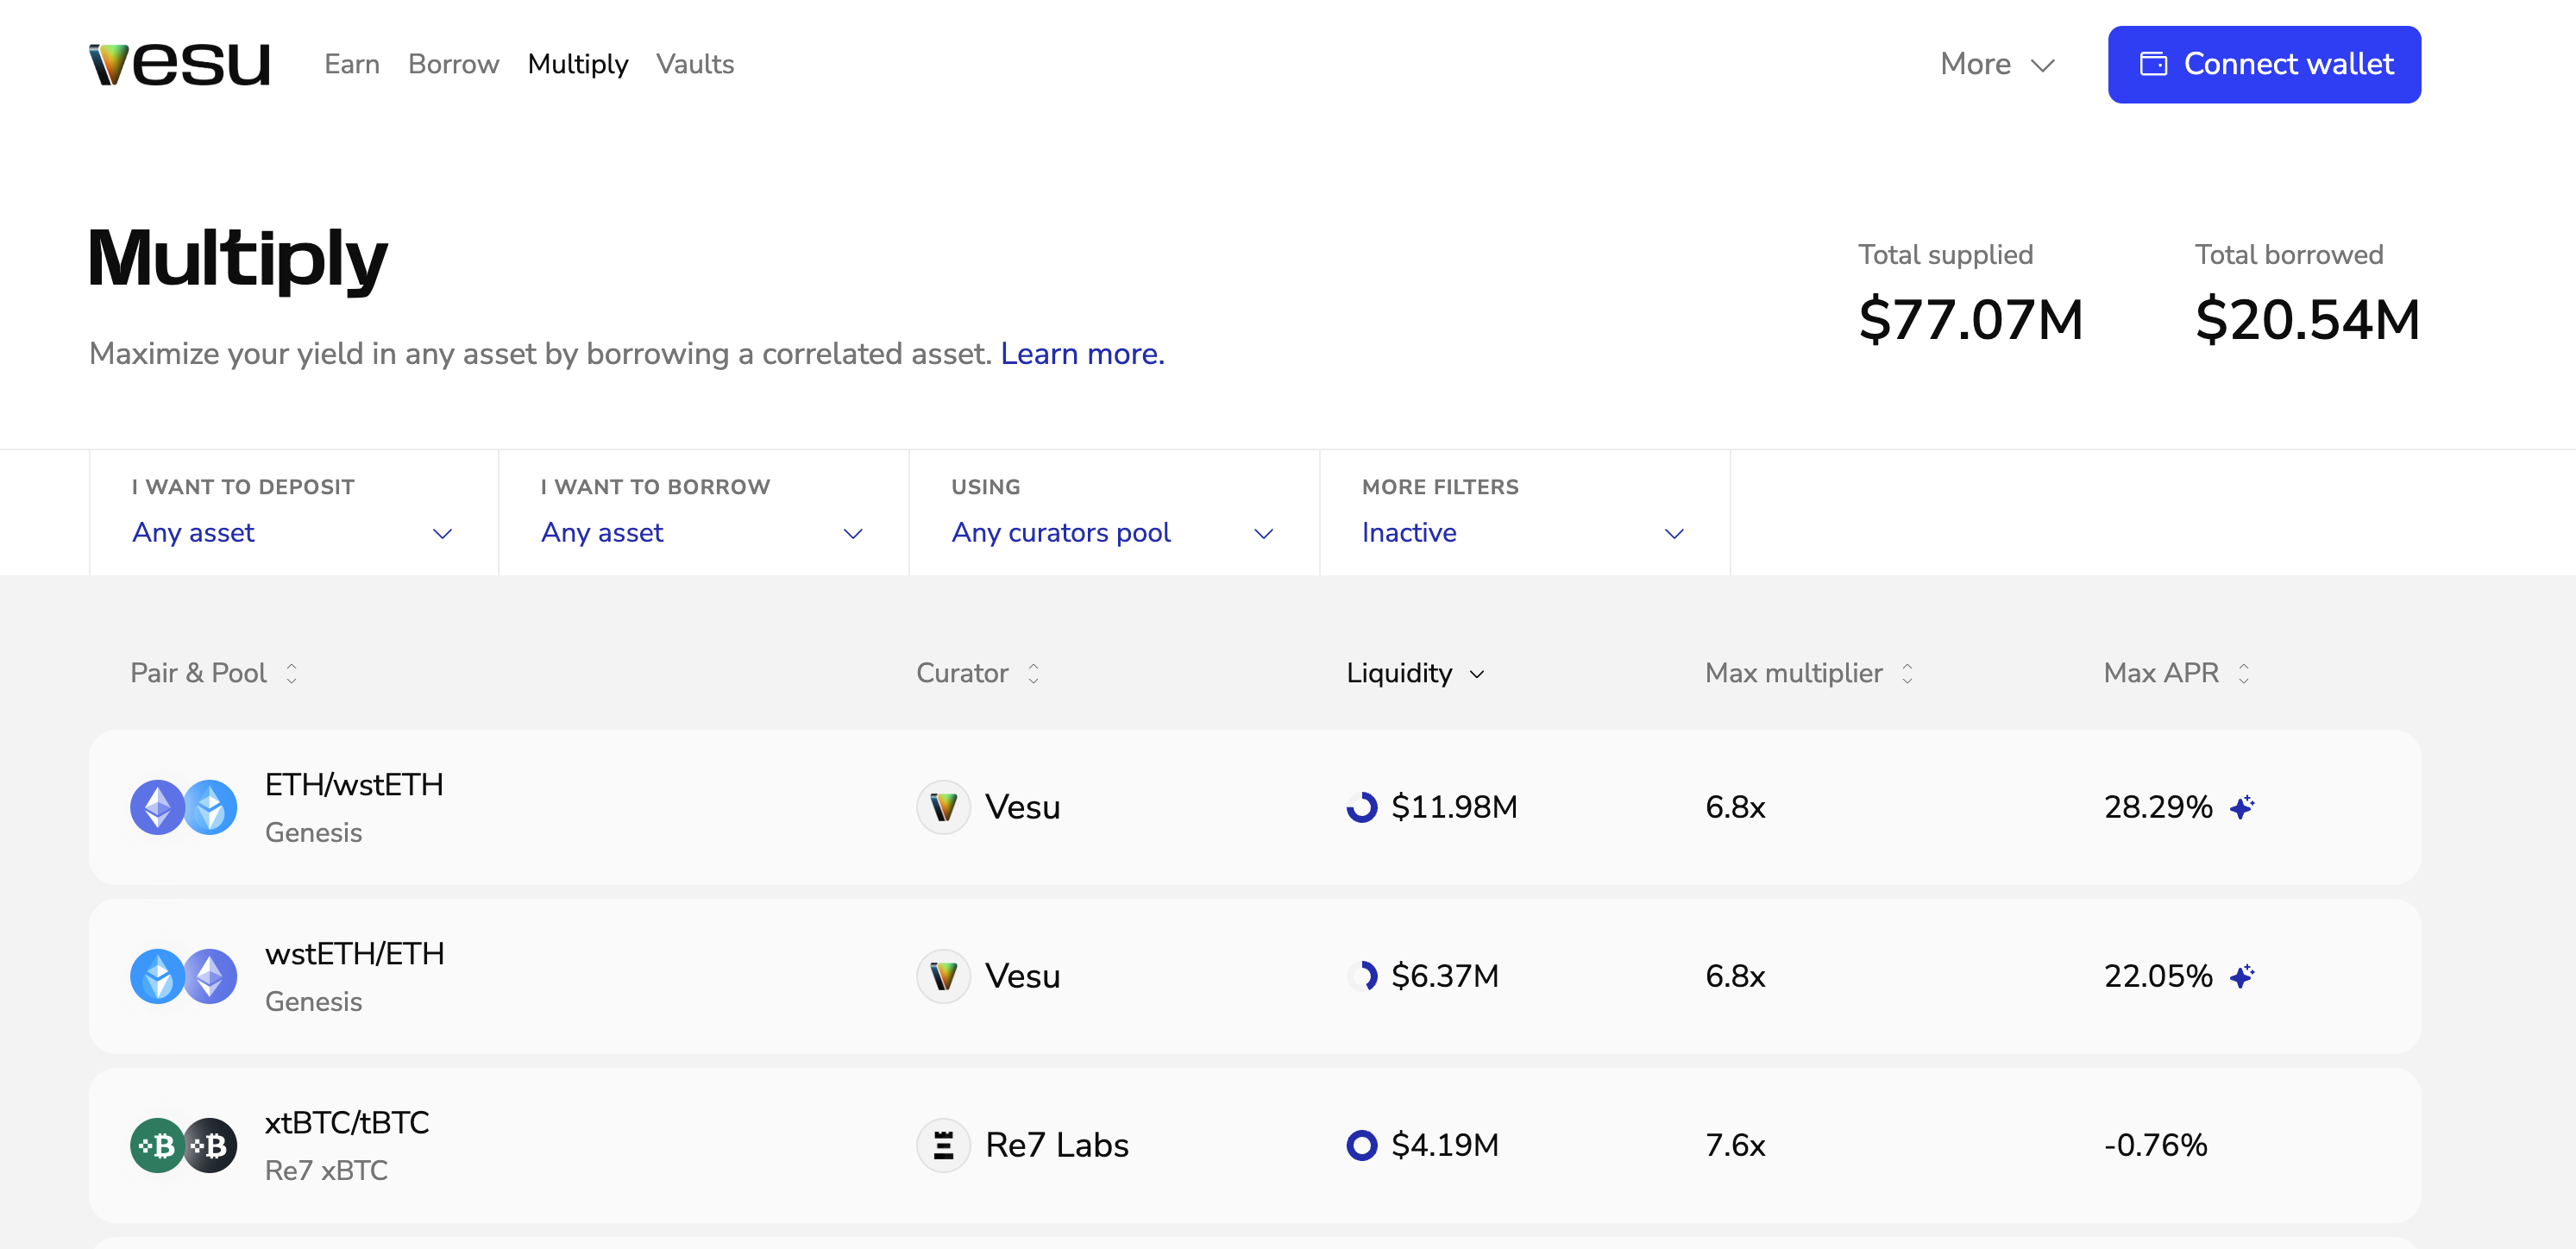 vesu Earn Borrow Multiply Vaults More Connect wallet
Multiply
Maximize your yield in any asset by borrowing a correlated asset. Learn more.
Total supplied Total borrowed
$77.07M $20.54M
I WANT TO DEPOSIT I WANT TO BORROW USING MORE FILTERS
Any asset Any asset Any curators pool Inactive
Pair & Pool Curator Liquidity Max multiplier Max APR
ETH/wstETH
Genesis
Vesu $11.98M 6.8x 28.29%
wstETH/ETH
Genesis
Vesu $6.37M 6.8x 22.05%
xtBTC/tBTC
Re7 xBTC
Re7 Labs $4.19M 7.6x -0.76%